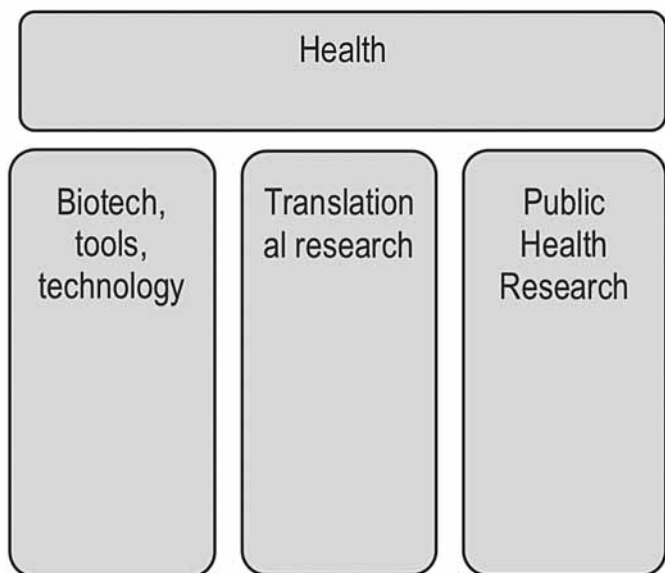 Health
Biotech,
tools,
technology
Translation
al research
Public
Health
Research